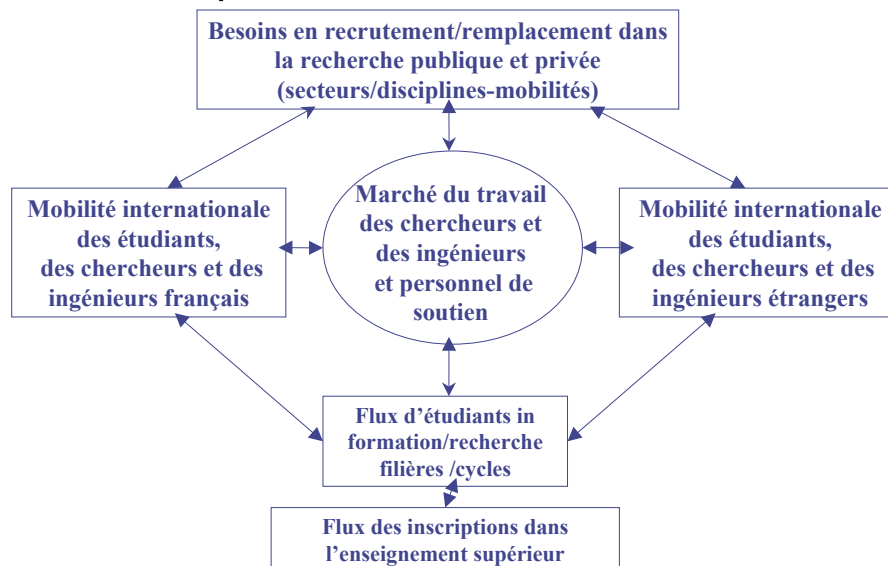 Besoins en recrutement/remplacement dans
la recherche publique et privée
(secteurs/disciplines-mobilités)
Mobilité internationale
des étudiants,
des chercheurs et des
ingénieurs français
Marché du travail
des chercheurs et
des ingénieurs
et personnel de
soutien
Mobilité internationale
des étudiants,
des chercheurs et des
ingénieurs étrangers
Flux d'étudiants in
formation/recherche
filières /cycles
Flux des inscriptions dans
l'enseignement supérieur